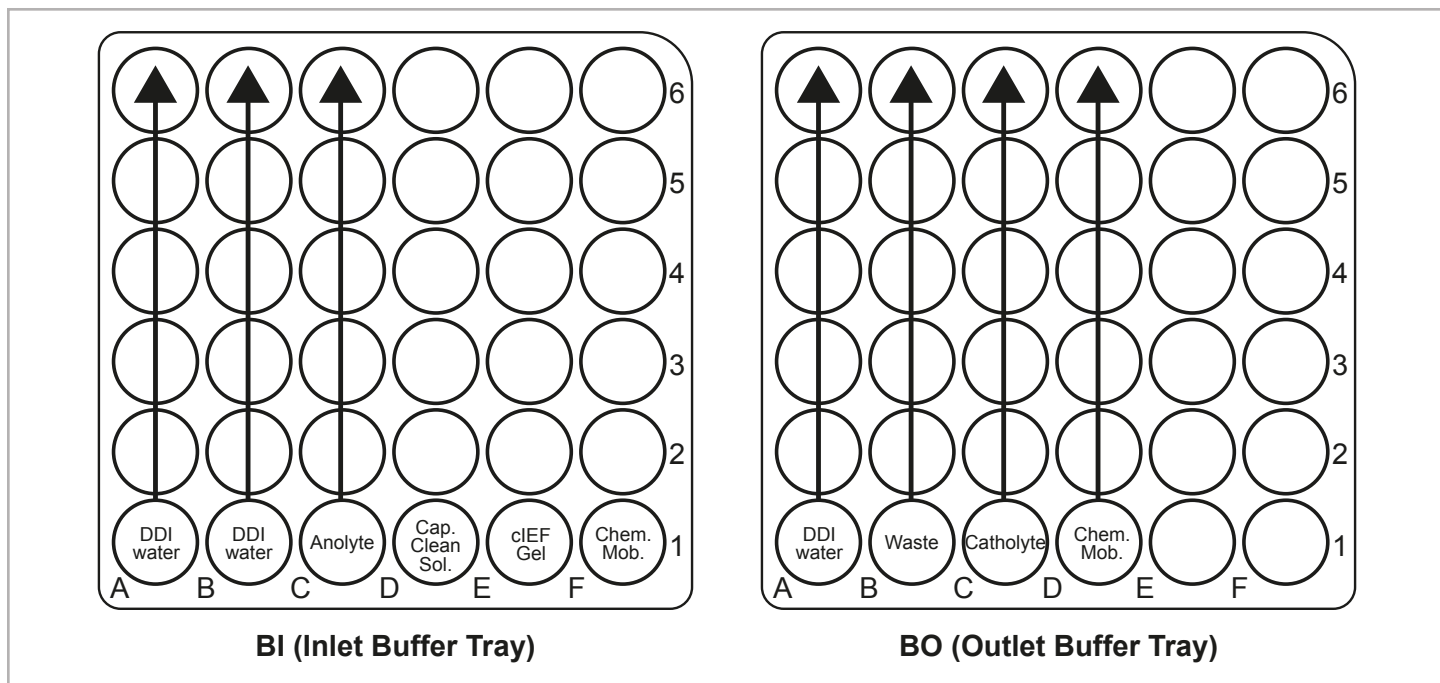 6
5
4
3
2
DDI
water
DDI
water
Anolyte
Cap.
Clean
Sol.
cIEF
Gel
Chem.
Mob.
1
A B C D E F
BI (Inlet Buffer Tray)
6
5
4
3
2
DDI
water
Waste
Catholyte
Chem.
Mob.
1
A B C D E F
BO (Outlet Buffer Tray)